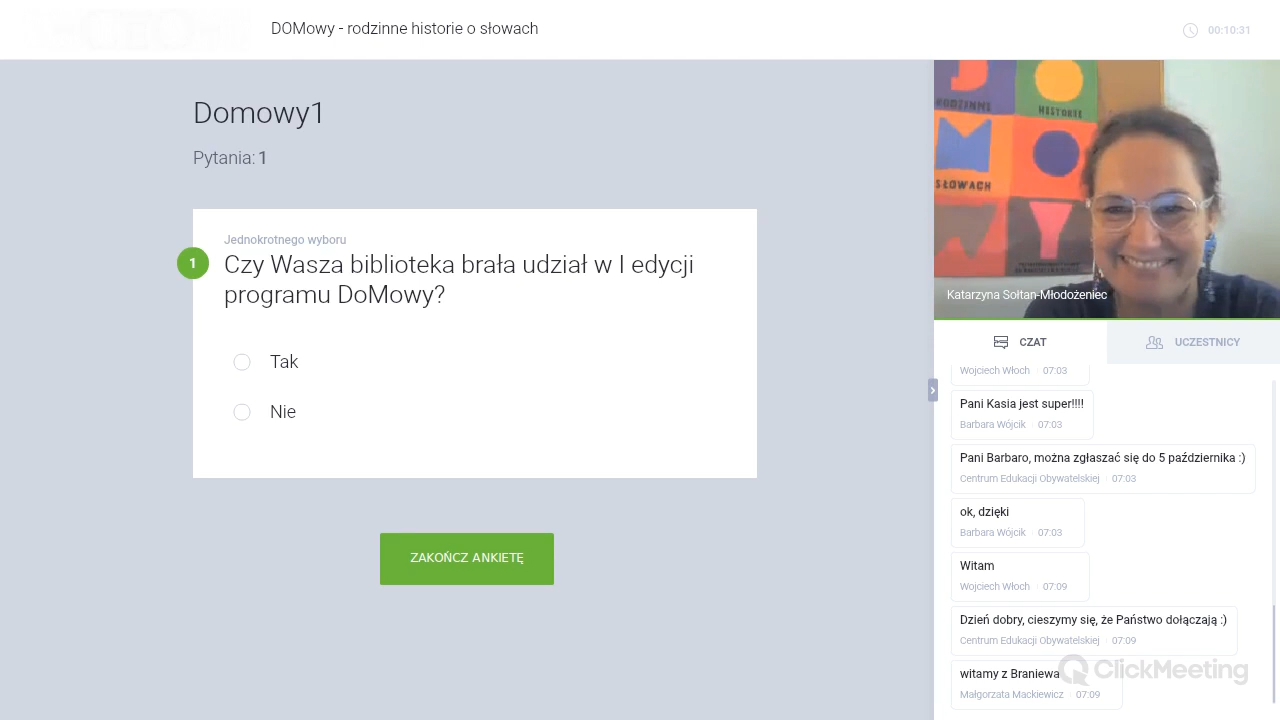 DOMowy - rodzinne historie o słowach
00:10:31
Domowy1
Pytania: 1
Jednokrotnego wyboru
1
Czy Wasza biblioteka brała udział w I edycji
programu DoMowy?
Tak
Nie
ZAKOŃCZ ANKIETĘ
RODZINNE
HISTORIE
SŁOWACH
Katarzyna Sołtan-Młodożeniec
CZAT
UCZESTNICY
Wojciech Włoch 07:03
Pani Kasia jest super!!!!
Barbara Wójcik 07:03
Pani Barbaro, można zgłaszać się do 5 października :)
Centrum Edukacji Obywatelskiej 07:03
ok, dzięki
Barbara Wójcik 07:03
Witam
Wojciech Włoch 07:09
Dzień dobry, cieszymy się, że Państwo dołączają :)
Centrum Edukacji Obywatelskiej 07:09
witamy z Braniewa
Małgorzata Mackiewicz 07:09
ClickMeeting